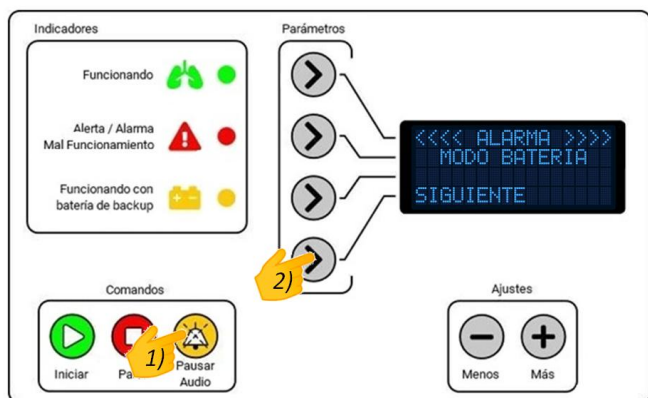 Indicadores
Funcionando
Alerta / Alarma
Mal Funcionamiento
Funcionando con
batería de backup
Parámetros
<<<< ALARMA >>>>
MODO BATERIA
SIGUIENTE
2)
Comandos
1)
Iniciar
Pausar
Audio
Ajustes
Menos
Más